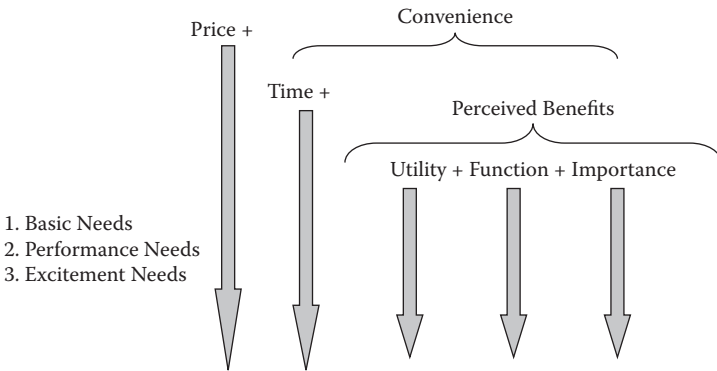 Convenience
Price +
Time +
Perceived Benefits
Utility + Function + Importance
1. Basic Needs
2. Performance Needs
3. Excitement Needs